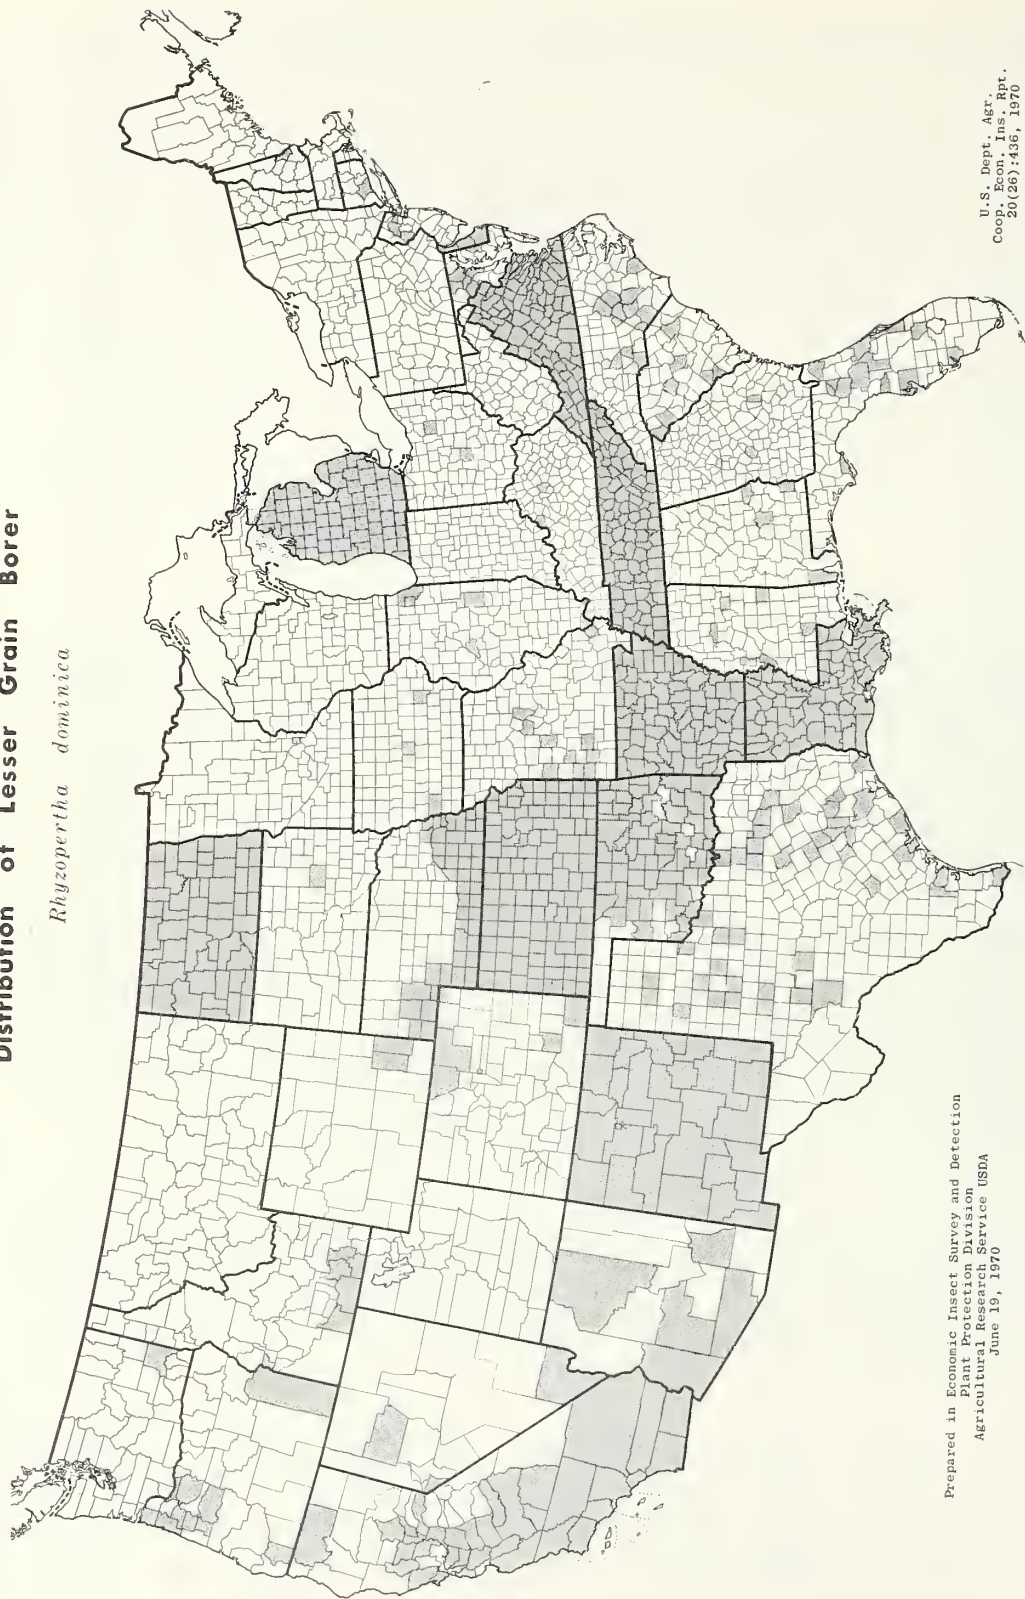 Distribution of Lesser Grain Borer
Rhyzopertha dominica
Prepared in Economic Insect Survey and Detection
Plant Protection Division
Agricultural Research Service USDA
June 19, 1970
U.S. Dept. Agr.
Coop. Econ. Ins. Rpt.
20(26):436, 1970